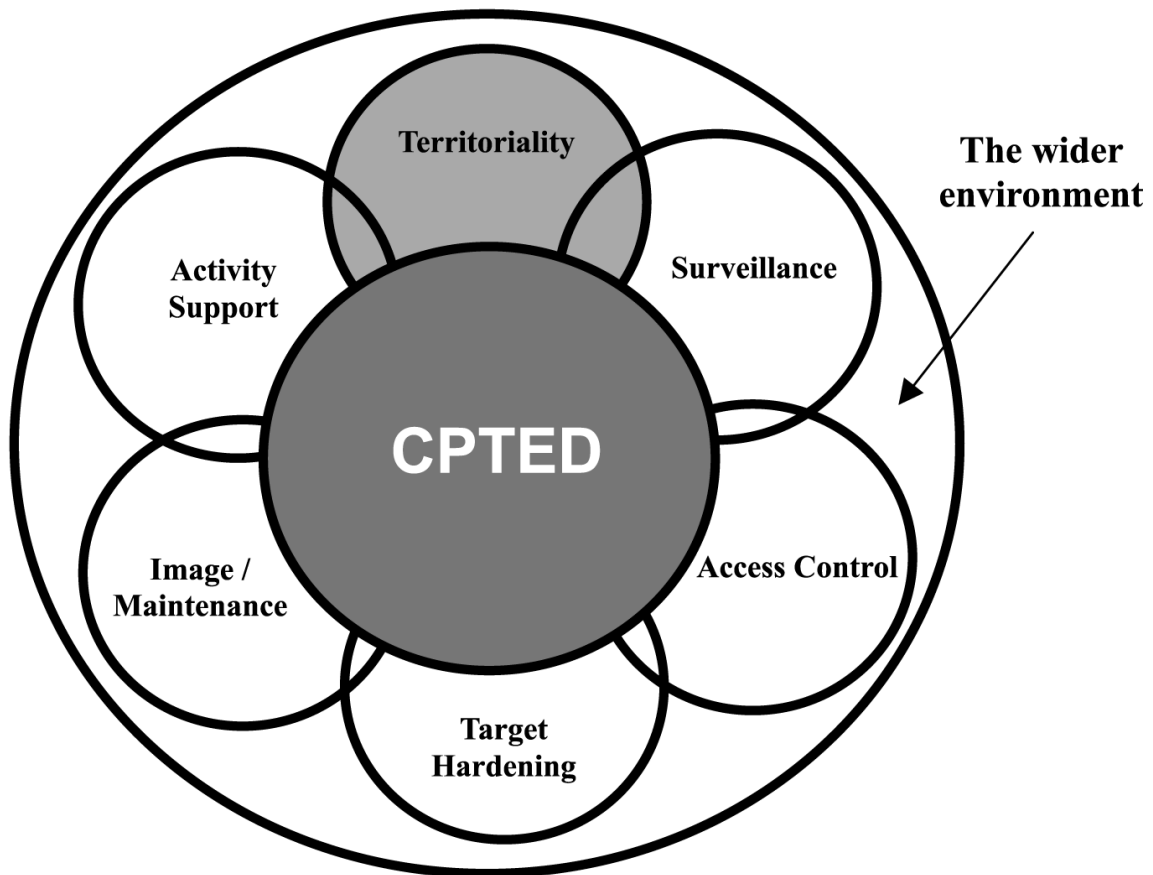 Territoriality
The wider
environment
Activity
Support
Surveillance
CPTED
Image /
Maintenance
Access Control
Target
Hardening